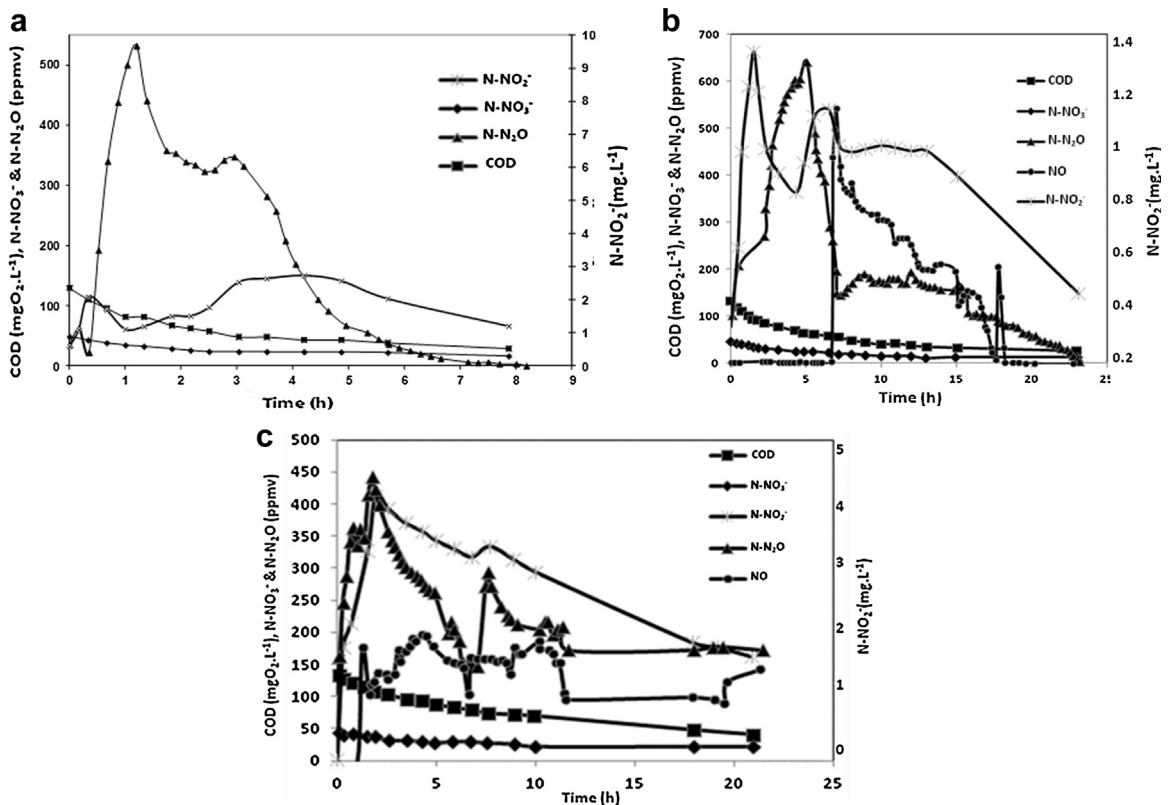 a
COD (mgO₂.L⁻¹), N-NO₃⁻ & N-N₂O (ppmv)
500
400
300
200
100
0
0 1 2 3 4 5 6 7 8 9
Time (h)
10
9
8
7
6
5
4
3
2
1
0
N-NO₂⁻(mg.L⁻¹)
N-NO₂⁻
N-NO₃⁻
N-N₂O
COD
b
COD (mgO₂.L⁻¹), N-NO₃⁻ & N-N₂O (ppmv)
700
600
500
400
300
200
100
0
0 5 10 15 20 25
Time (h)
1.4
1.2
1
0.8
0.6
0.4
0.2
N-NO₂⁻(mg.L⁻¹)
COD
N-NO₃⁻
N-N₂O
NO
N-NO₂⁻
c
COD (mgO₂.L⁻¹), N-NO₃⁻ & N-N₂O (ppmv)
500
450
400
350
300
250
200
150
100
50
0
0 5 10 15 20 25
Time (h)
5
4
3
2
1
0
N-NO₂⁻(mg.L⁻¹)
COD
N-NO₃⁻
N-NO₂⁻
N-N₂O
NO